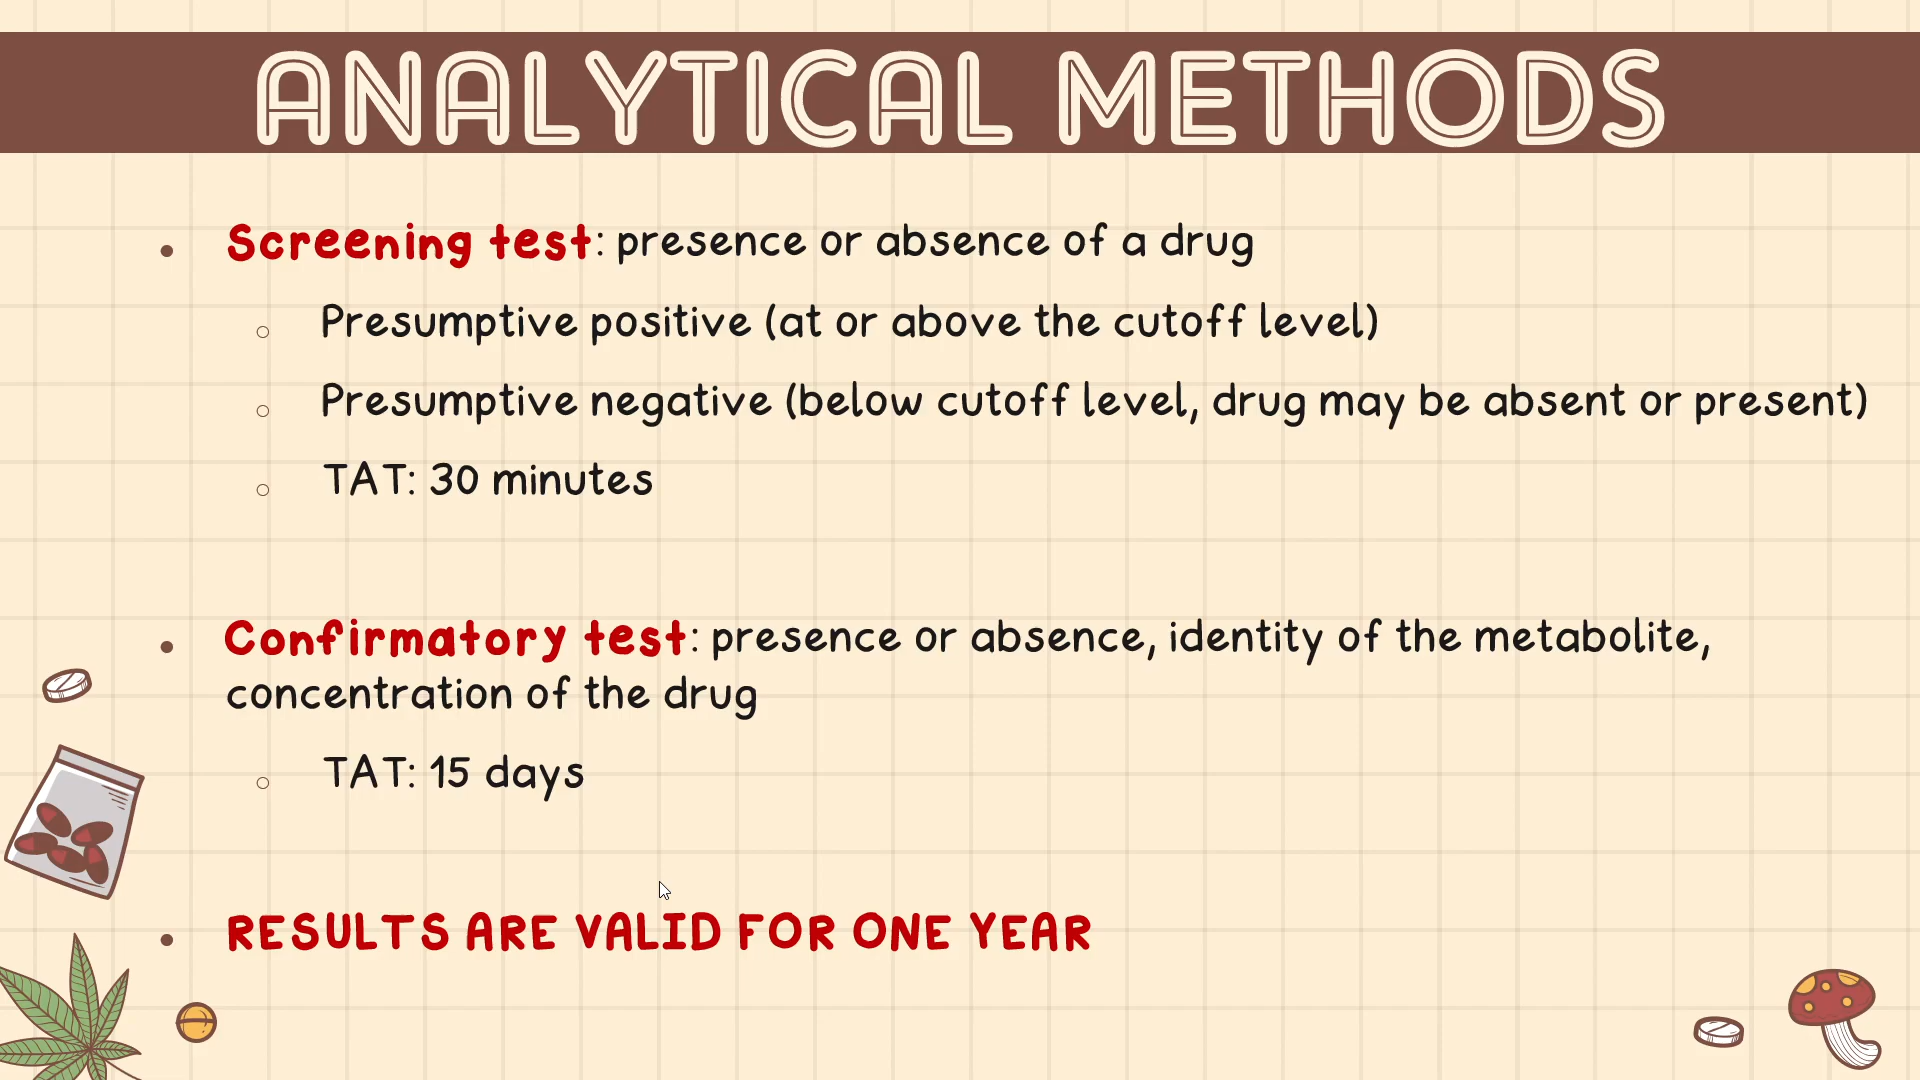 ANALYTICAL METHODS
• Screening test: presence or absence of a drug
○ Presumptive positive (at or above the cutoff level)
○ Presumptive negative (below cutoff level, drug may be absent or present)
○ TAT: 30 minutes
• Confirmatory test: presence or absence, identity of the metabolite,
concentration of the drug
○ TAT: 15 days
• RESULTS ARE VALID FOR ONE YEAR